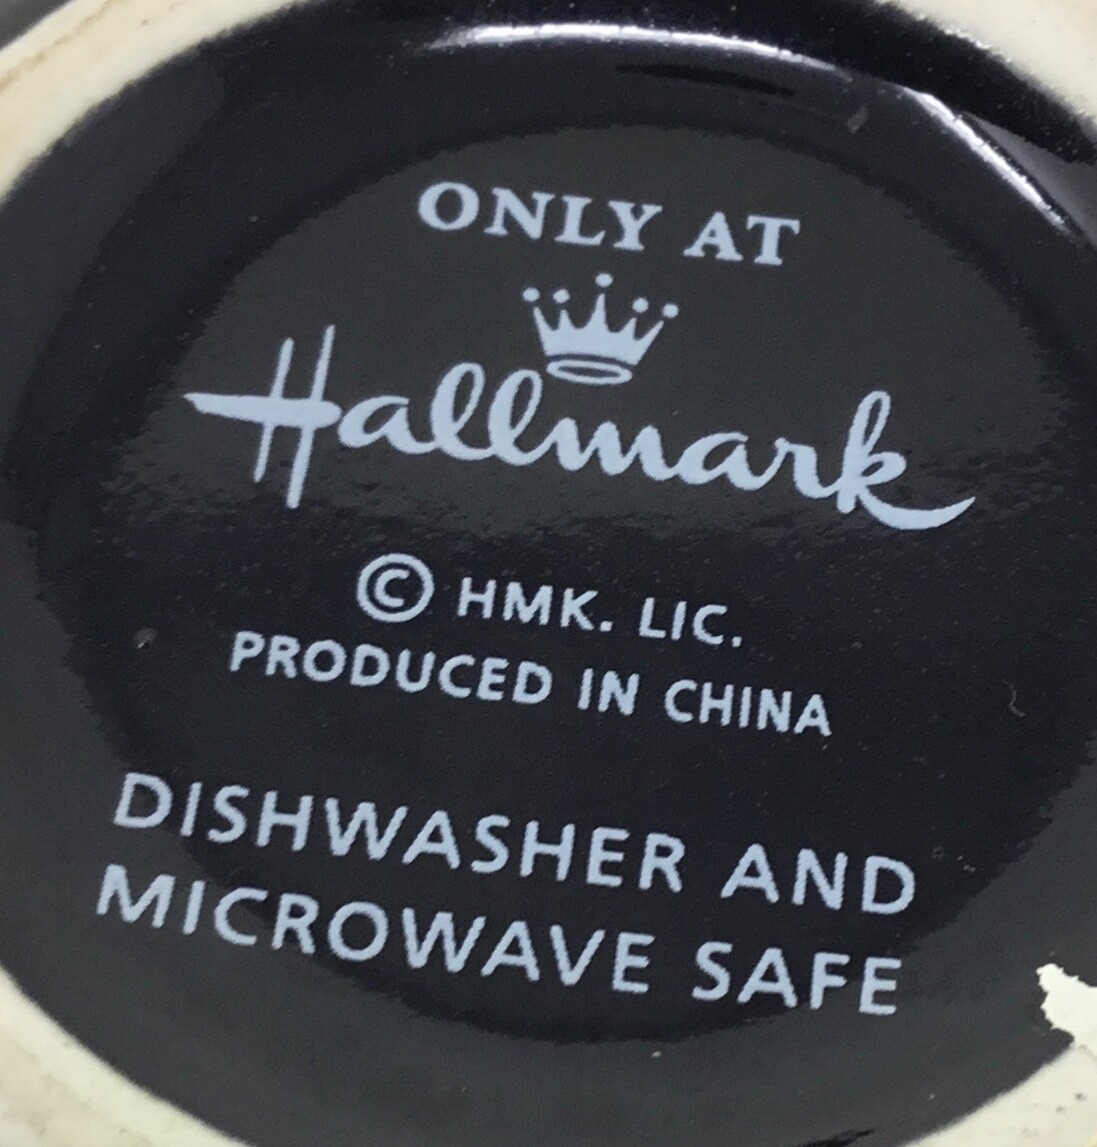 ONLY AT
Hallmark
© HMK. LIC.
PRODUCED IN CHINA
DISHWASHER AND
MICROWAVE SAFE